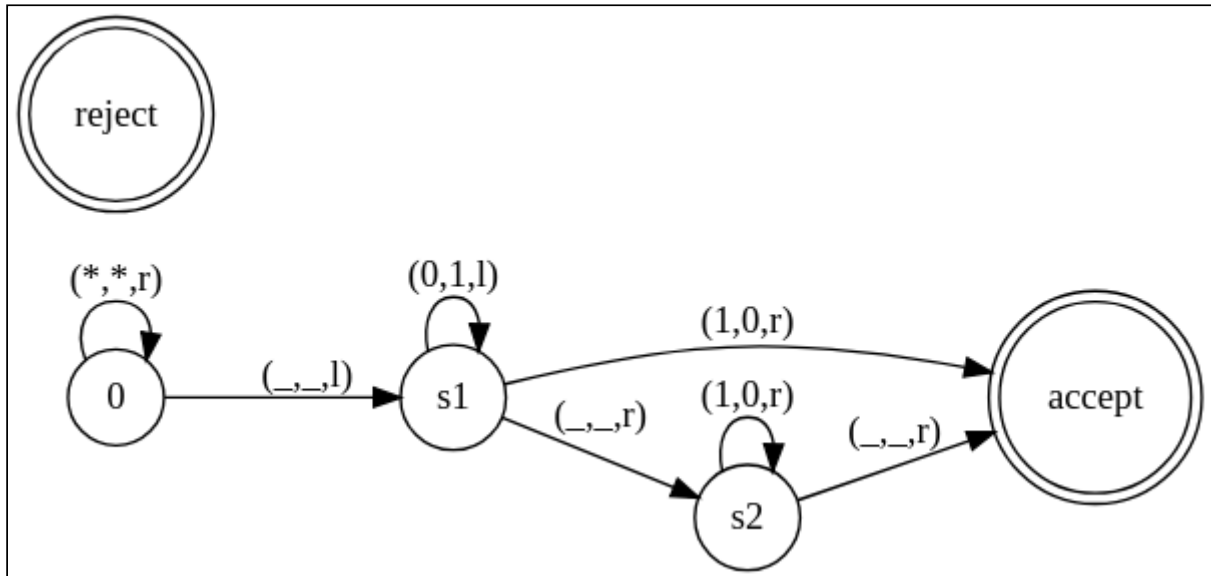 reject
(*,*,r)
(0,1,l)
(1,0,r)
0
(_,_,l)
s1
(_,_,r)
(1,0,r)
(_,_,r)
accept
s2